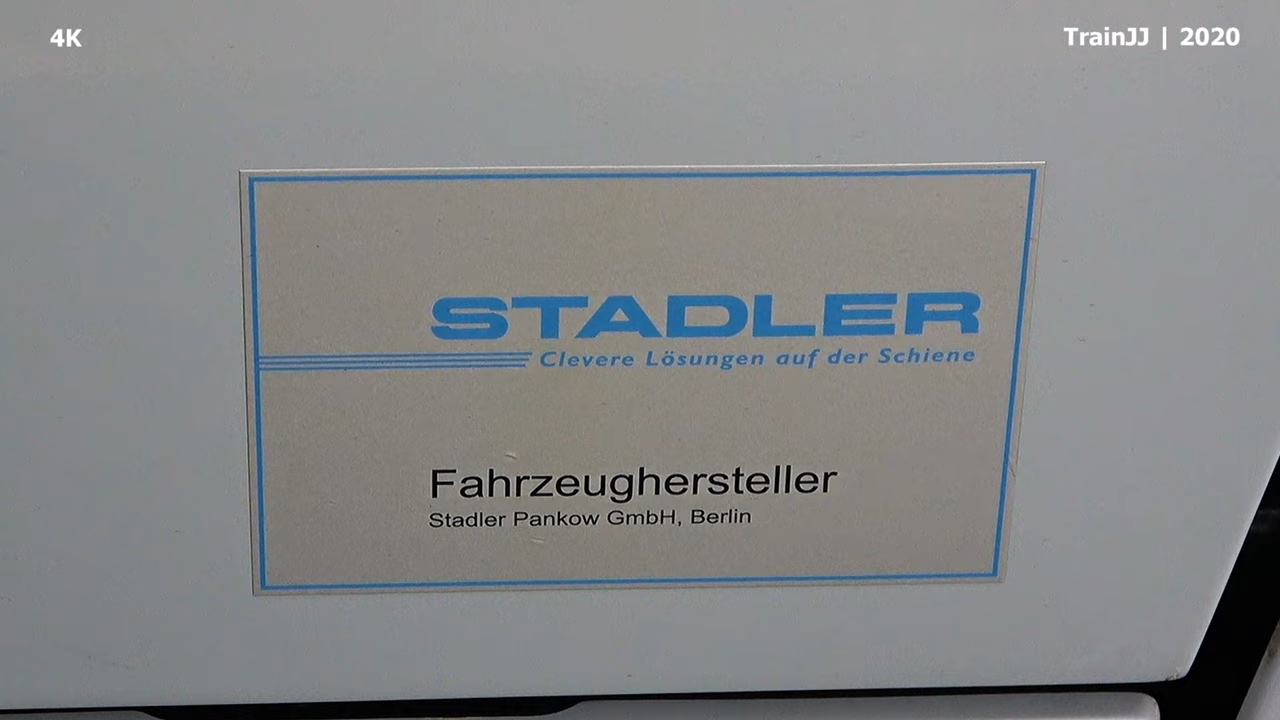 4K
TrainJJ | 2020
STADLER
Clevere Lösungen auf der Schiene
Fahrzeughersteller
Stadler Pankow GmbH, Berlin